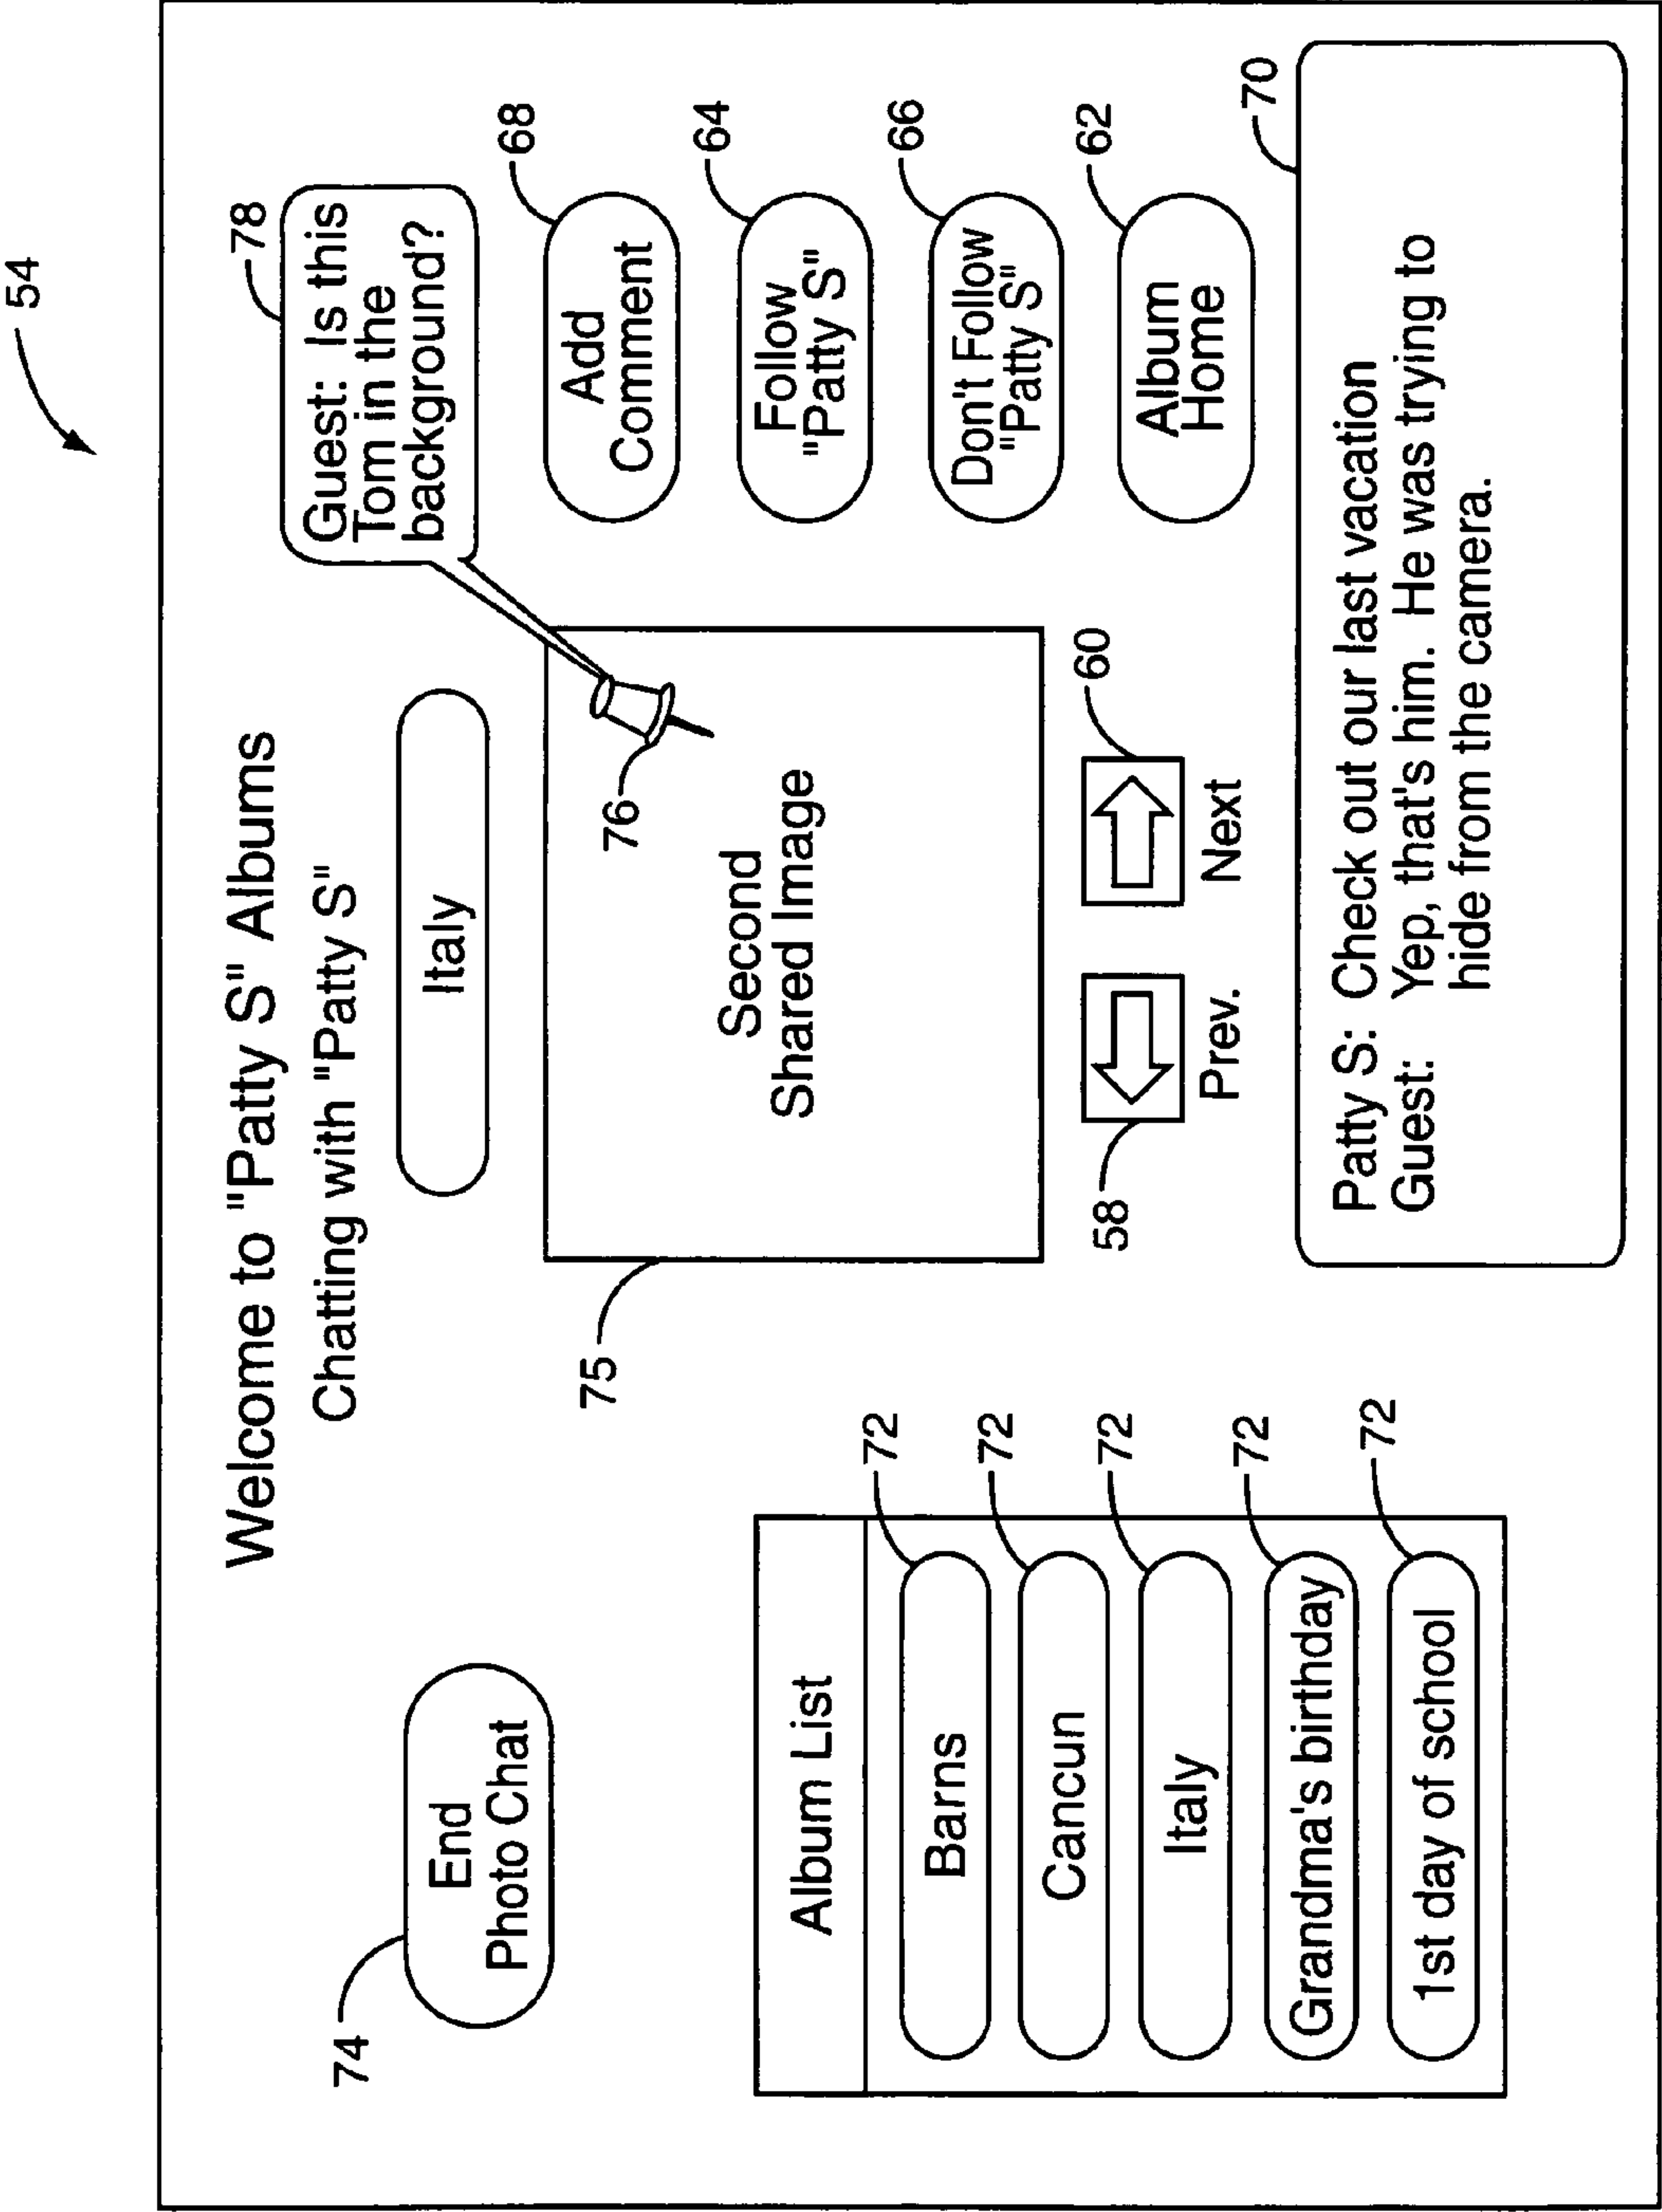 54
Welcome to "Patty S" Albums
Chatting with "Patty S"
74
End
Photo Chat
Italy
78
Guest: Is this
Tom in the
background?
75
Second
Shared Image
76
68
Add
Comment
64
Follow
"Patty S"
66
Don't Follow
"Patty S"
62
Album
Home
Album List
72
Barns
72
Cancun
72
Italy
72
Grandma's birthday
72
1st day of school
58
60
Prev.
Next
70
Patty S: Check out our last vacation
Guest: Yep, that's him. He was trying to
hide from the camera.